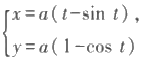 x=a(t-sin t),
y=a(1-cos t)